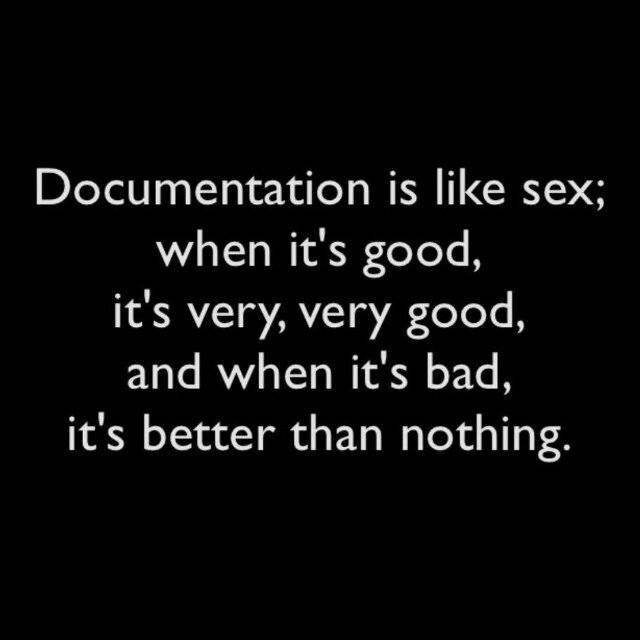 Documentation is like sex;
when it's good,
it's very, very good,
and when it's bad,
it's better than nothing.